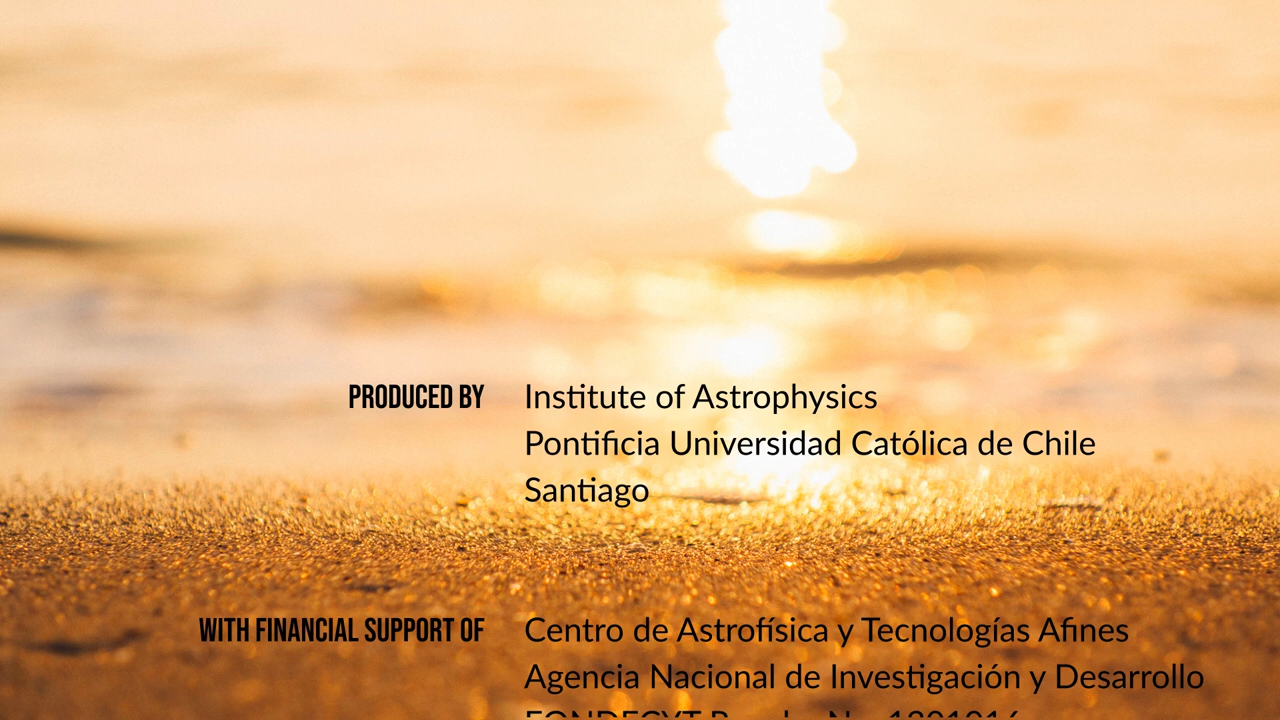 PRODUCED BY Institute of Astrophysics
Pontificia Universidad Católica de Chile
Santiago
WITH FINANCIAL SUPPORT OF Centro de Astrofísica y Tecnologías Afines
Agencia Nacional de Investigación y Desarrollo